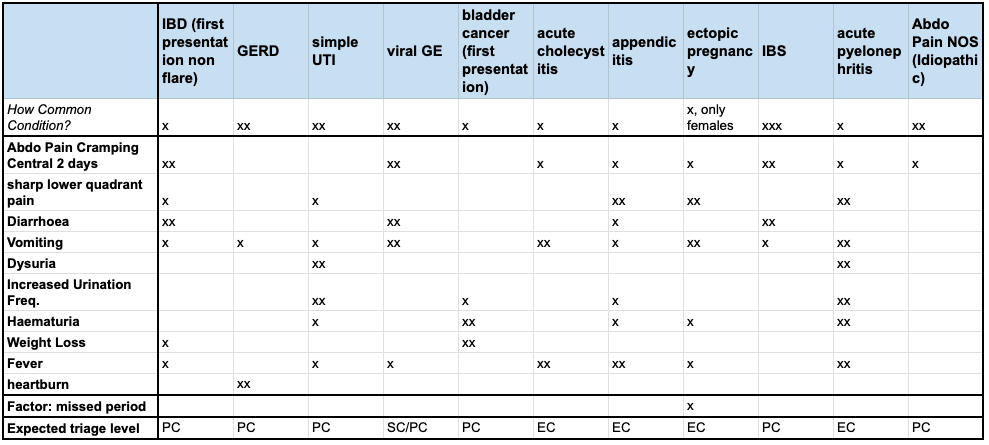 IBD (first presentat ion non flare) GERD simple UTI viral GE bladder cancer (first presentat ion) acute cholecyst itis appendic itis ectopic pregnanc y IBS acute pyelonep hritis Abdo Pain NOS (Idiopathi c)
How Common Condition? x xx xx xx x x x x, only females xxx x xx
Abdo Pain Cramping Central 2 days xx xx x x x xx x x
sharp lower quadrant pain x x xx xx xx
Diarrhoea xx xx x xx
Vomiting x x x xx xx x xx x xx
Dysuria xx xx
Increased Urination Freq. xx x x xx
Haematuria x xx x x xx
Weight Loss x xx
Fever x x x xx xx x xx
heartburn xx
Factor: missed period x
Expected triage level PC PC PC SC/PC PC EC EC EC PC EC PC